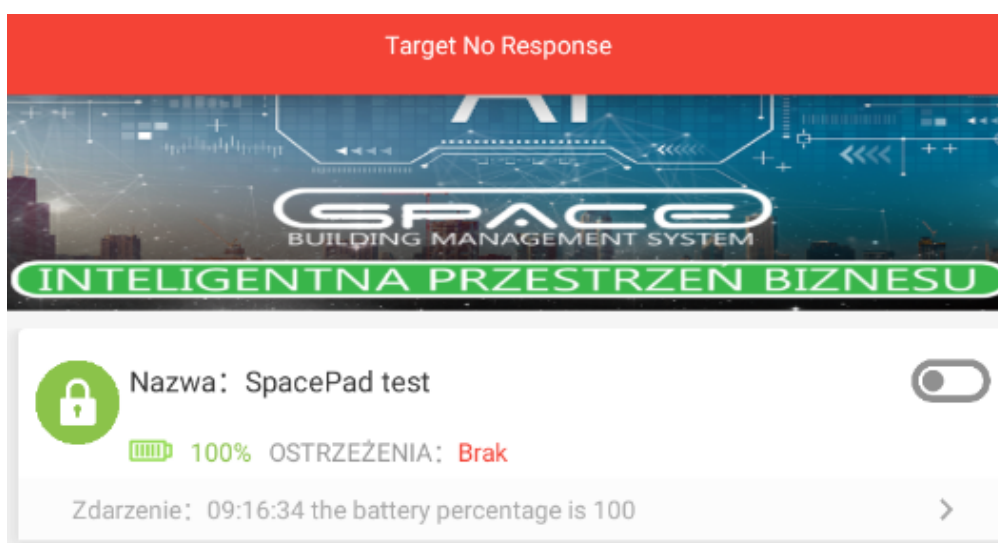 Target No Response
AI
SPACE
BUILDING MANAGEMENT SYSTEM
INTELIGENTNA PRZESTRZEŃ BIZNESU
Nazwa: SpacePad test
100% OSTRZEŻENIA: Brak
Zdarzenie: 09:16:34 the battery percentage is 100